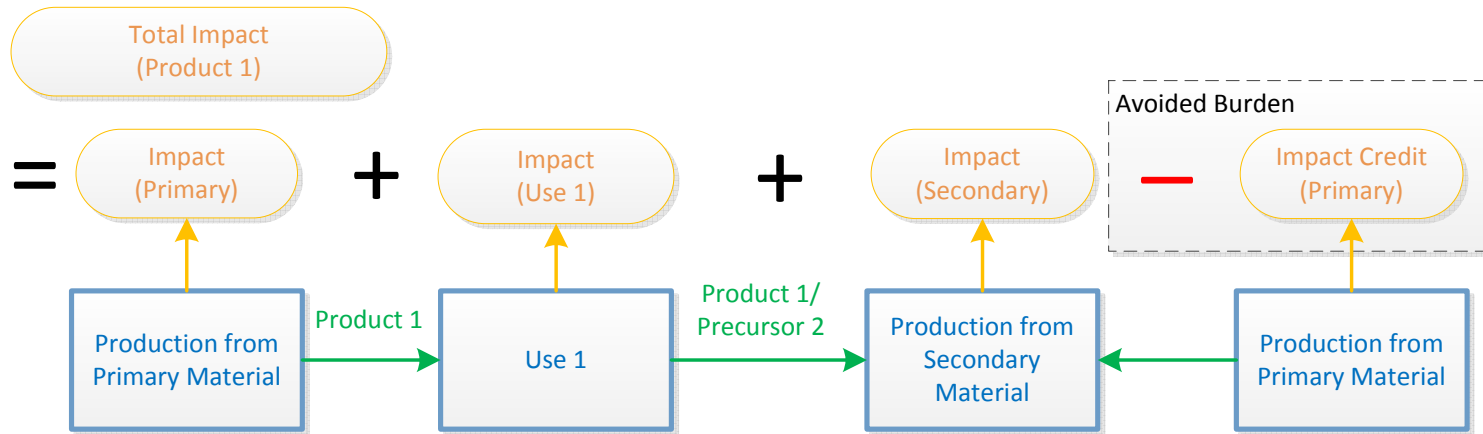 Total Impact
(Product 1)
Avoided Burden
=
Impact
(Primary)
+
Impact
(Use 1)
+
Impact
(Secondary)
−
Impact Credit
(Primary)
Production from
Primary Material
Product 1
Use 1
Product 1/
Precursor 2
Production from
Secondary
Material
Production from
Primary Material